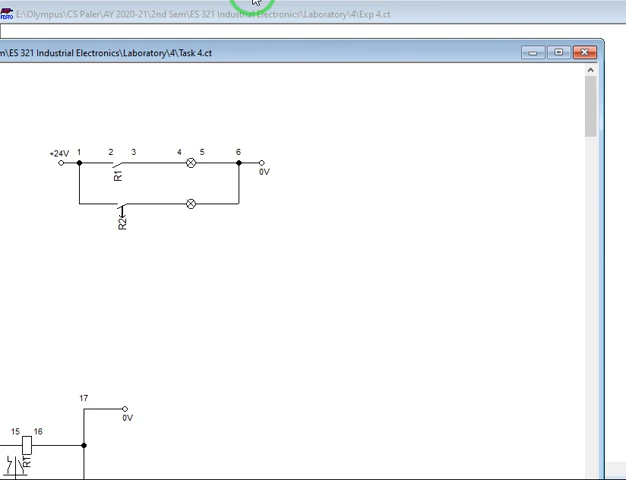 FESTO E:\Olympus\CS Paler\AY 2020-21\2nd Sem\ES 321 Industrial Electronics\Laboratory\4\Exp 4.ct
m\ES 321 Industrial Electronics\Laboratory\4\Task 4.ct
+24V 1 2 3 4 5 6
0V
R1
R2
17
0V
15 16
R1